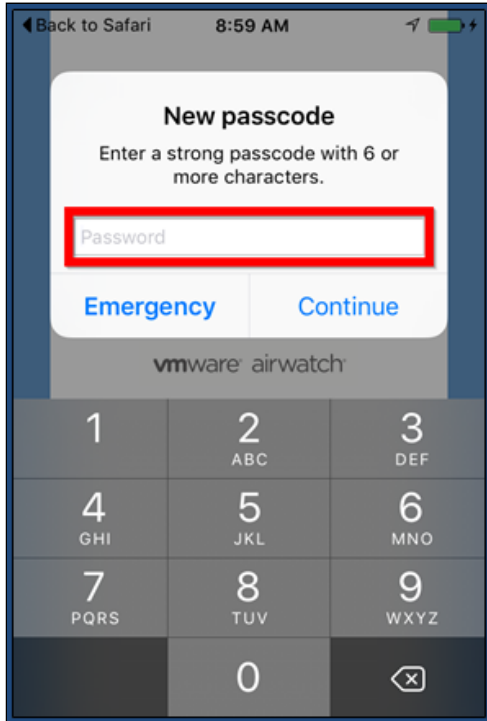 Back to Safari 8:59 AM
New passcode
Enter a strong passcode with 6 or
more characters.
Password
Emergency Continue
vmware airwatch
1 2 3
ABC DEF
4 5 6
GHI JKL MNO
7 8 9
PQRS TUV WXYZ
0